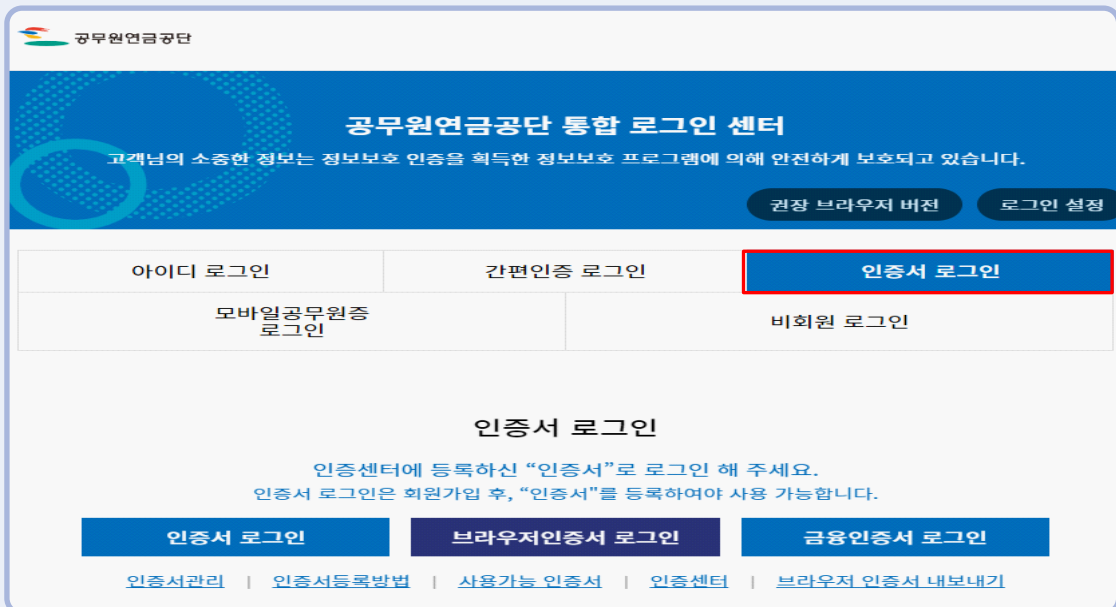 공무원연금공단
공무원연금공단 통합 로그인 센터
고객님의 소중한 정보는 정보보호 인증을 획득한 정보보호 프로그램에 의해 안전하게 보호되고 있습니다.
권장 브라우저 버전 로그인 설정
아이디 로그인 간편인증 로그인 인증서 로그인
모바일공무원증
로그인
비회원 로그인
인증서 로그인
인증센터에 등록하신 “인증서”로 로그인 해 주세요.
인증서 로그인은 회원가입 후, “인증서"를 등록하여야 사용 가능합니다.
인증서 로그인 브라우저인증서 로그인 금융인증서 로그인
인증서관리 | 인증서등록방법 | 사용가능 인증서 | 인증센터 | 브라우저 인증서 내보내기